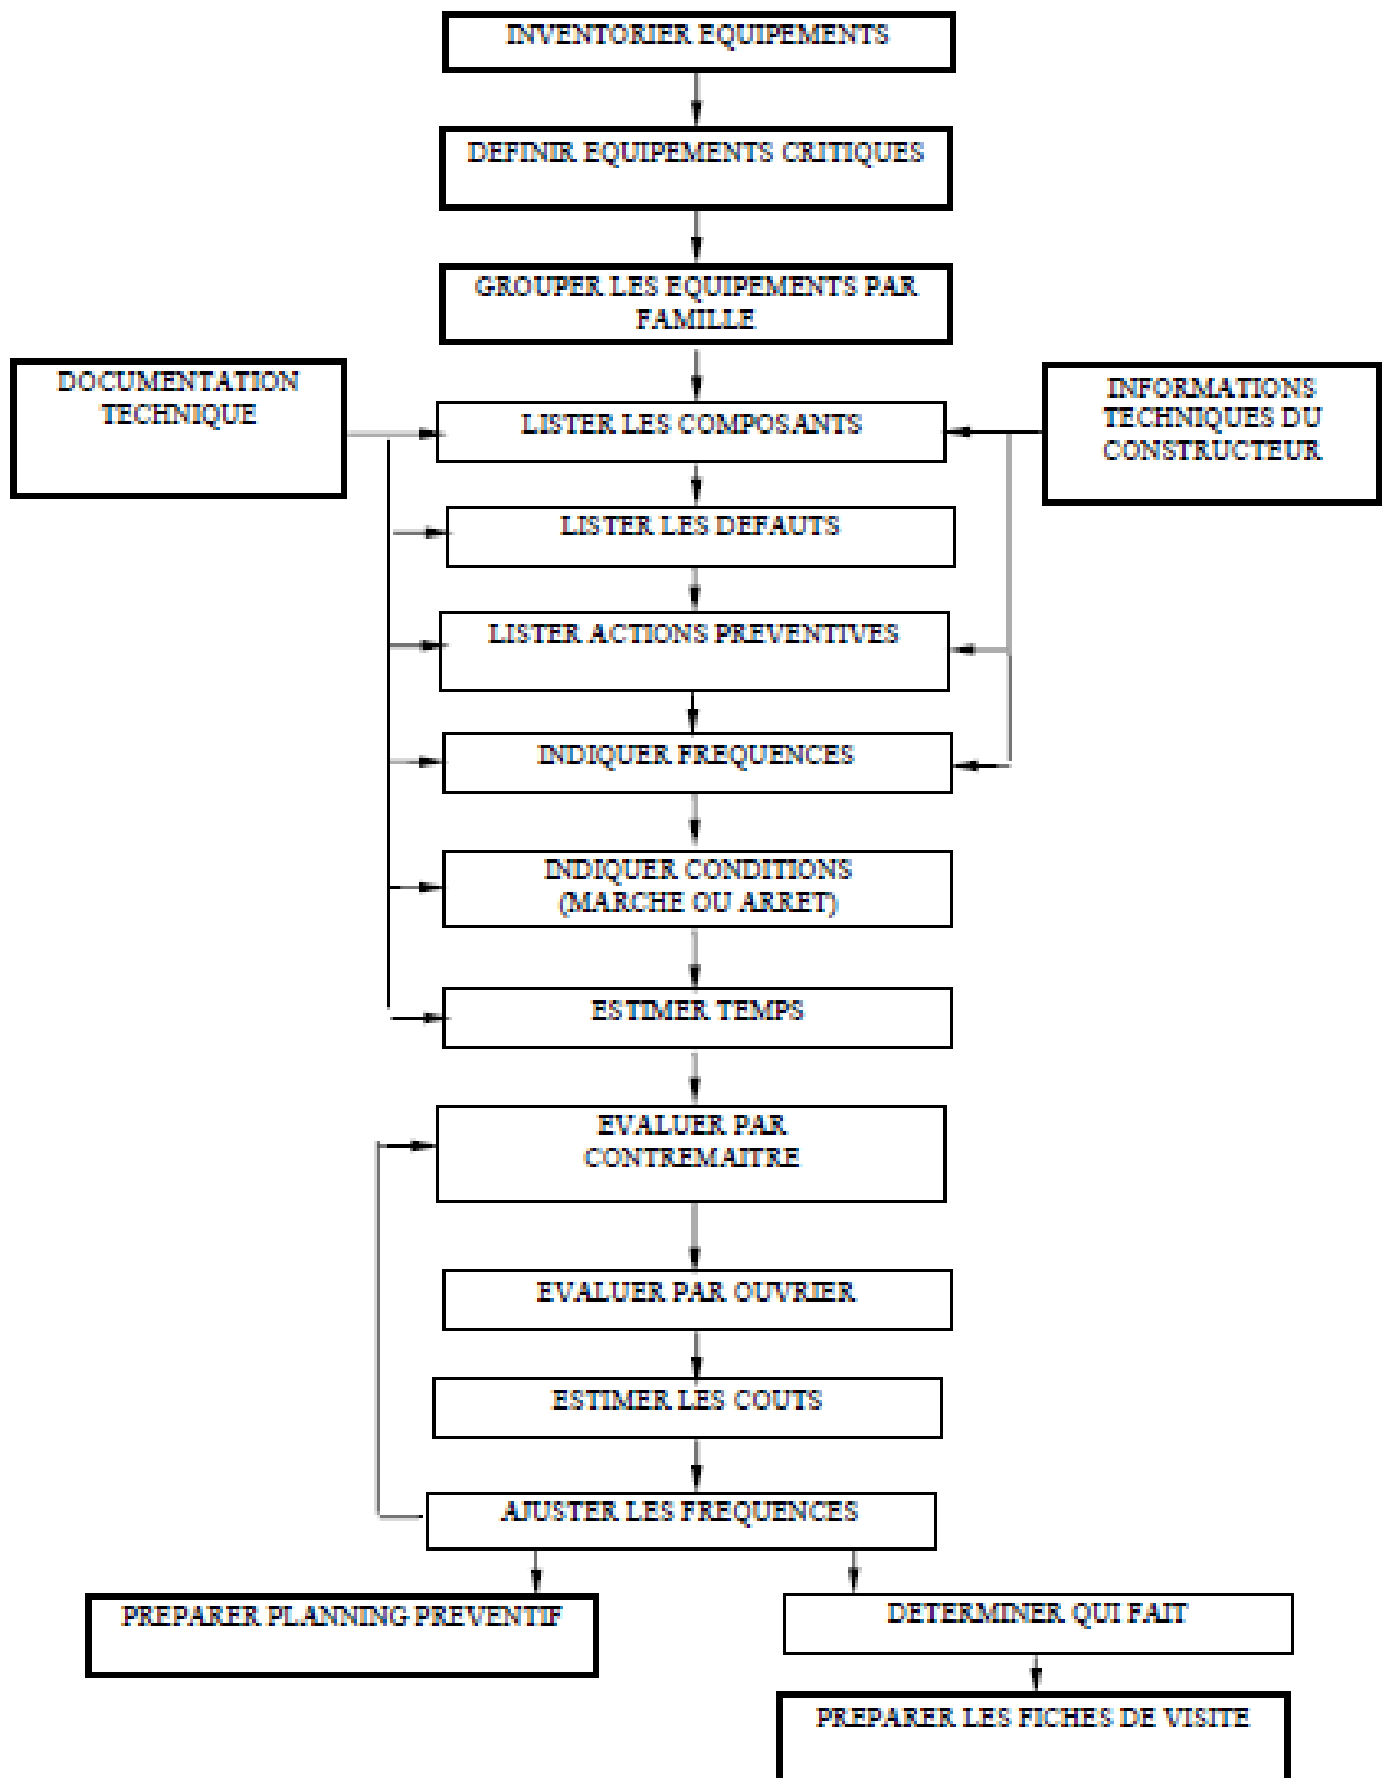 INVENTORIER EQUIPEMENTS
DEFINIR EQUIPEMENTS CRITIQUES
GROUPER LES EQUIPEMENTS PAR
FAMILLE
DOCUMENTATION
TECHNIQUE
INFORMATIONS
TECHNIQUES DU
CONSTRUCTEUR
LISTER LES COMPOSANTS
LISTER LES DEFAUTS
LISTER ACTIONS PREVENTIVES
INDIQUER FREQUENCES
INDIQUER CONDITIONS
(MARCHE OU ARRET)
ESTIMER TEMPS
EVALUER PAR
CONTREMAITRE
EVALUER PAR OUVRIER
ESTIMER LES COUTS
AJUSTER LES FREQUENCES
PREPARER PLANNING PREVENTIF
DETERMINER QUI FAIT
PREPARER LES FICHES DE VISITE